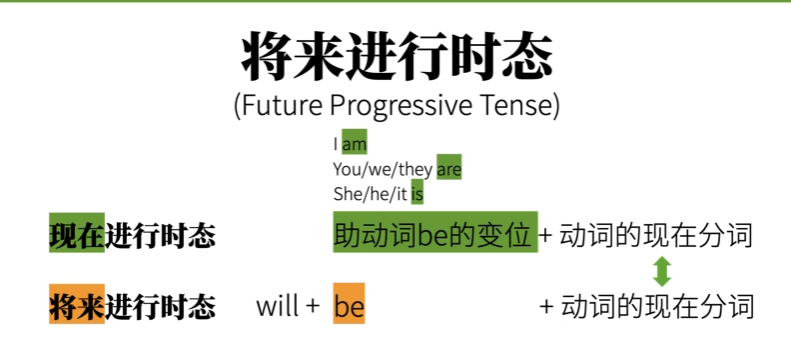 将来进行时态
(Future Progressive Tense)
I am
You/we/they are
She/he/it is
现在进行时态 助动词be的变位 + 动词的现在分词
将来进行时态 will + be + 动词的现在分词